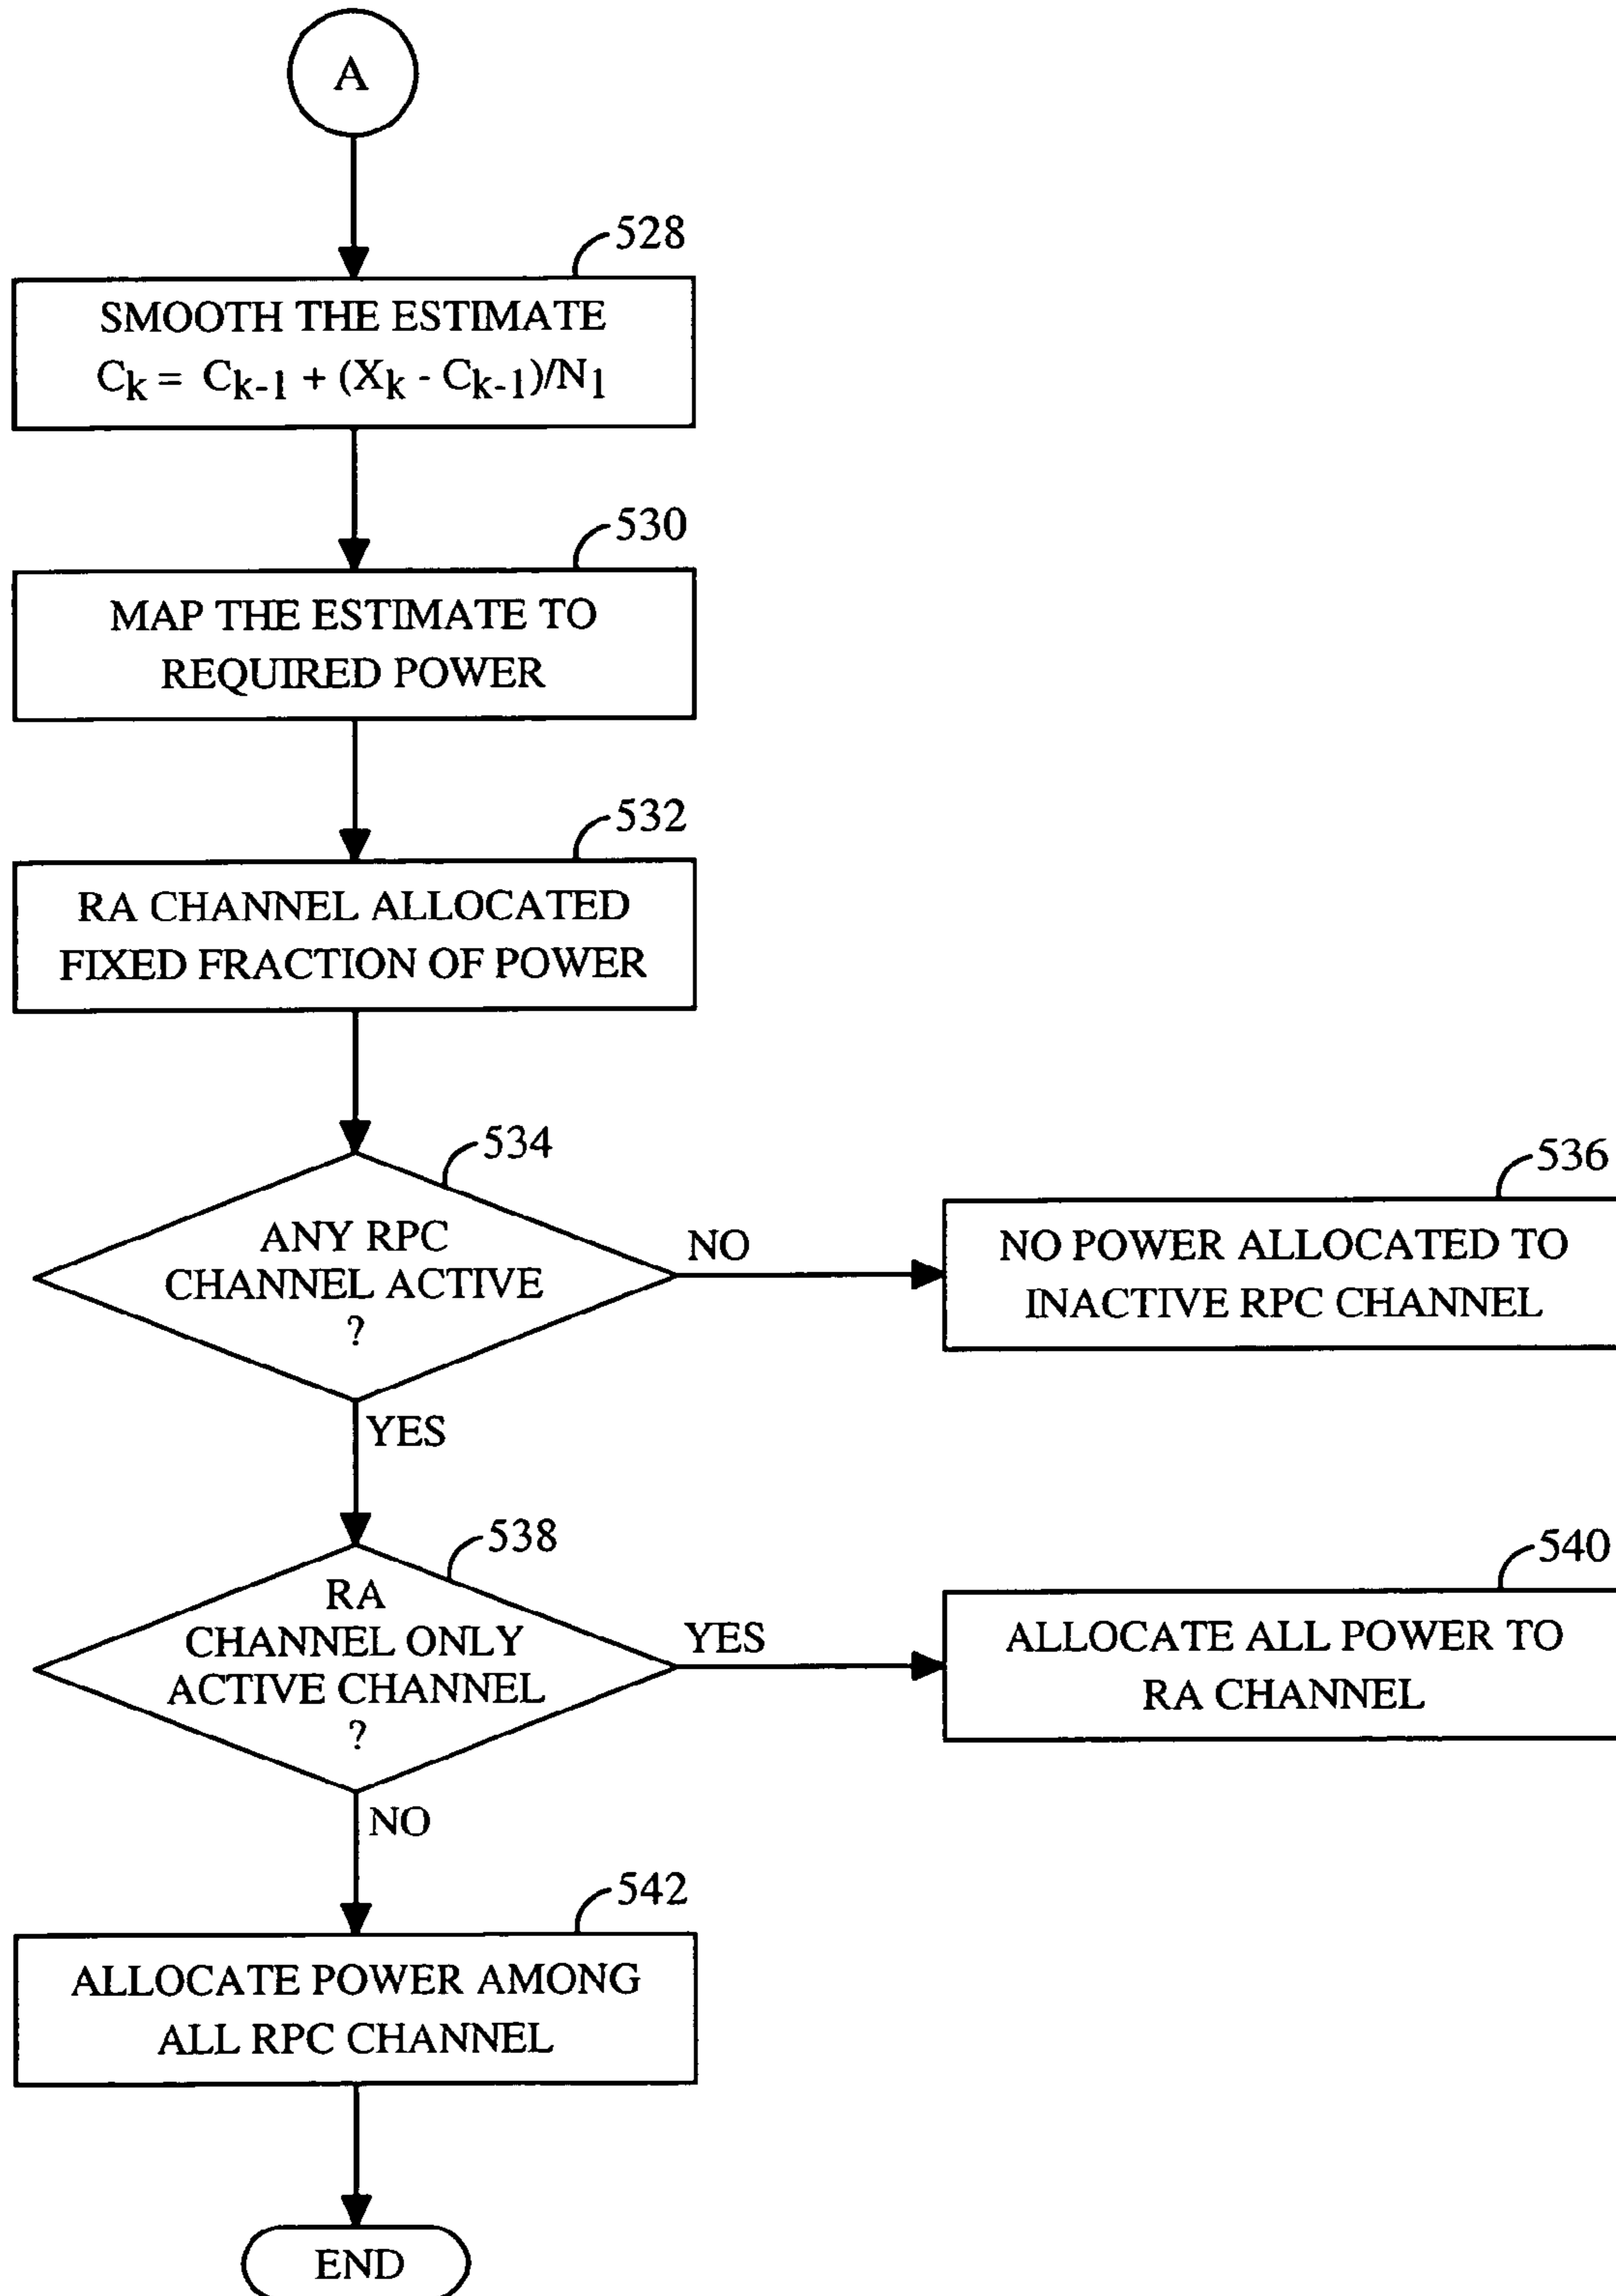 A
528
SMOOTH THE ESTIMATE
Ck = Ck-1 + (Xk - Ck-1)/N1
530
MAP THE ESTIMATE TO
REQUIRED POWER
532
RA CHANNEL ALLOCATED
FIXED FRACTION OF POWER
534
ANY RPC
CHANNEL ACTIVE
?
NO
536
NO POWER ALLOCATED TO
INACTIVE RPC CHANNEL
YES
538
RA
CHANNEL ONLY
ACTIVE CHANNEL
?
YES
540
ALLOCATE ALL POWER TO
RA CHANNEL
NO
542
ALLOCATE POWER AMONG
ALL RPC CHANNEL
END